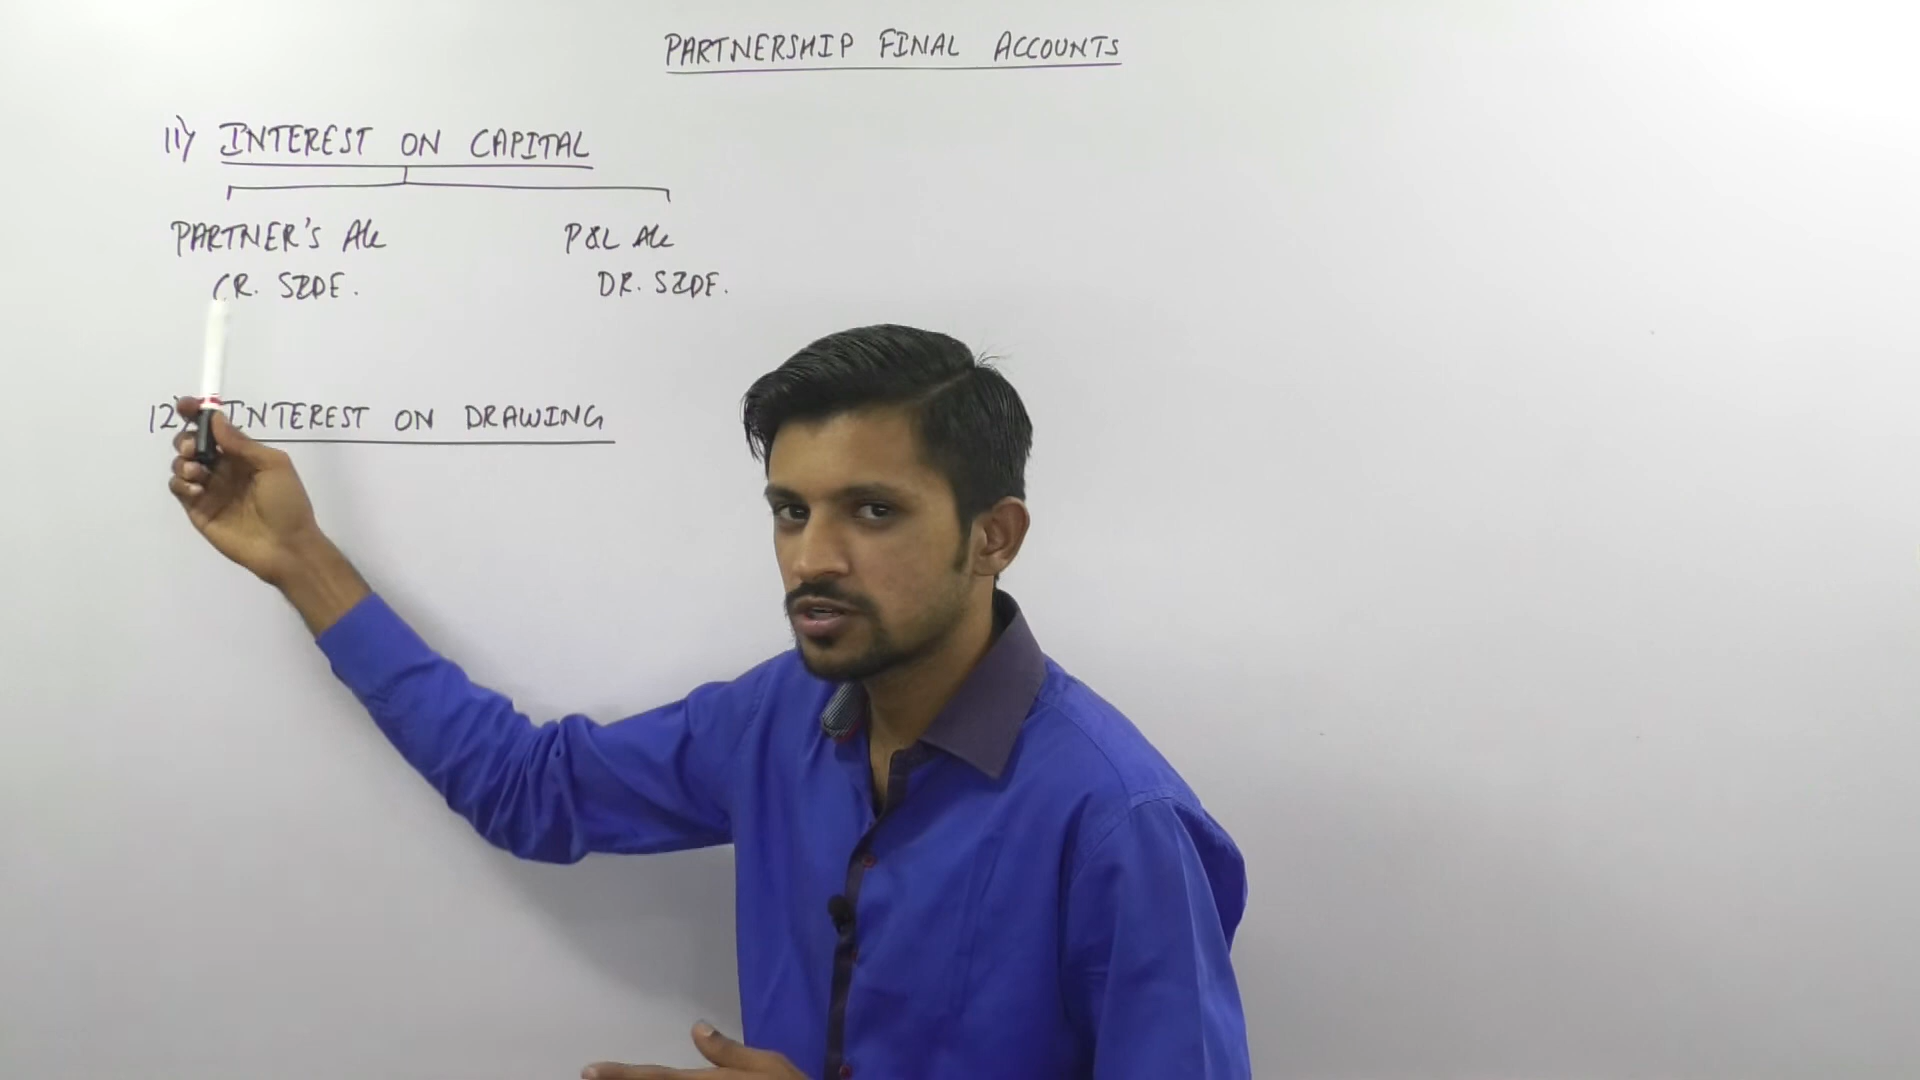 PARTNERSHIP FINAL ACCOUNTS
11) INTEREST ON CAPITAL
PARTNER'S A/c P&L A/c
CR. SIDE. DR. SIDE.
12) INTEREST ON DRAWING